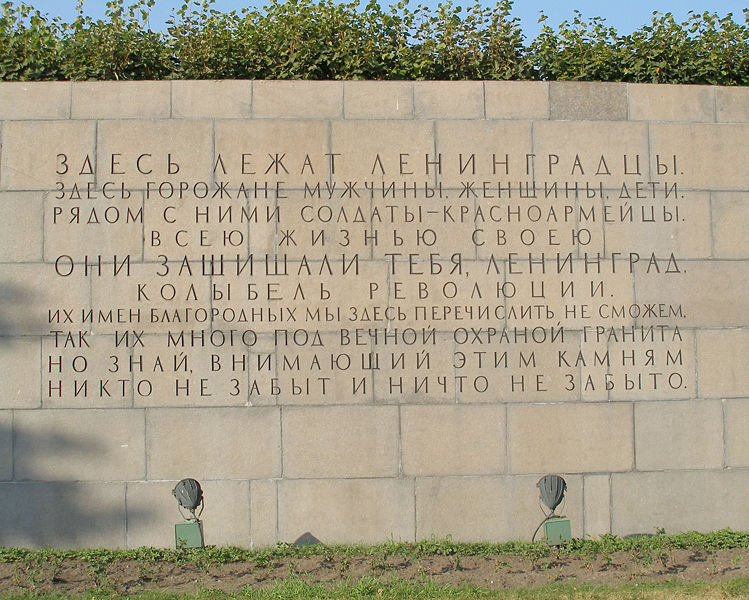 ЗДЕСЬ ЛЕЖАТ ЛЕНИНГРАДЦЫ.
ЗДЕСЬ ГОРОЖАНЕ МУЖЧИНЫ, ЖЕНЩИНЫ, ДЕТИ.
РЯДОМ С НИМИ СОЛДАТЫ-КРАСНОАРМЕЙЦЫ.
ВСЕЮ ЖИЗНЬЮ СВОЕЮ
ОНИ ЗАЩИЩАЛИ ТЕБЯ, ЛЕНИНГРАД,
КОЛЫБЕЛЬ РЕВОЛЮЦИИ.
ИХ ИМЕН БЛАГОРОДНЫХ МЫ ЗДЕСЬ ПЕРЕЧИСЛИТЬ НЕ СМОЖЕМ,
ТАК ИХ МНОГО ПОД ВЕЧНОЙ ОХРАНОЙ ГРАНИТА
НО ЗНАЙ, ВНИМАЮЩИЙ ЭТИМ КАМНЯМ
НИКТО НЕ ЗАБЫТ И НИЧТО НЕ ЗАБЫТО.